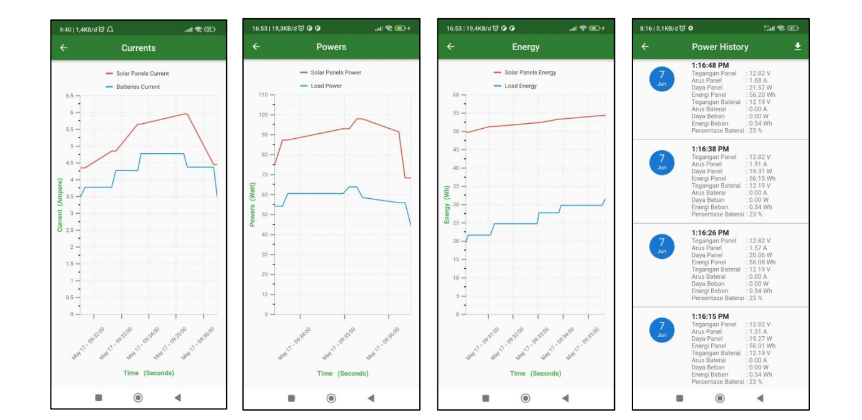 9:40 | 1,4KB/d
Currents
Solar Panels Current
Batteries Current
6.5
6
5.5
5
4.5
4
3.5
3
2.5
2
1.5
1
0.5
0
Current (Ampere)
May 17 - 09:32:00
May 17 - 09:33:00
May 17 - 09:34:00
May 17 - 09:35:00
May 17 - 09:36:00
Time (Seconds)
16:53 | 19,3KB/d
Powers
Solar Panels Power
Load Power
110
100
90
80
70
60
50
40
30
20
10
0
Powers (Watt)
May 17 - 09:34:00
May 17 - 09:35:00
May 17 - 09:36:00
Time (Seconds)
16:53 | 19,4KB/d
Energy
Solar Panels Energy
Load Energy
60
55
50
45
40
35
30
25
20
15
10
5
0
Energy (Wh)
May 17 - 09:31:00
May 17 - 09:32:00
May 17 - 09:33:00
May 17 - 09:34:00
May 17 - 09:35:00
Time (Seconds)
8:16 | 0,1KB/d
Power History
7
Jun
1:16:48 PM
Tegangan Panel : 12.82 V
Arus Panel : 1.68 A
Daya Panel : 21.57 W
Energi Panel : 56.20 Wh
Tegangan Baterai : 12.19 V
Arus Baterai : 0.00 A
Daya Beban : 0.00 W
Energi Beban : 0.54 Wh
Persentase Baterai : 23 %
7
Jun
1:16:38 PM
Tegangan Panel : 12.82 V
Arus Panel : 1.51 A
Daya Panel : 19.31 W
Energi Panel : 56.15 Wh
Tegangan Baterai : 12.19 V
Arus Baterai : 0.00 A
Daya Beban : 0.00 W
Energi Beban : 0.54 Wh
Persentase Baterai : 23 %
7
Jun
1:16:26 PM
Tegangan Panel : 12.82 V
Arus Panel : 1.57 A
Daya Panel : 20.06 W
Energi Panel : 56.08 Wh
Tegangan Baterai : 12.19 V
Arus Baterai : 0.00 A
Daya Beban : 0.00 W
Energi Beban : 0.54 Wh
Persentase Baterai : 23 %
7
Jun
1:16:15 PM
Tegangan Panel : 12.82 V
Arus Panel : 1.51 A
Daya Panel : 19.27 W
Energi Panel : 56.01 Wh
Tegangan Baterai : 12.19 V
Arus Baterai : 0.00 A
Daya Beban : 0.00 W
Energi Beban : 0.54 Wh
Persentase Baterai : 23 %